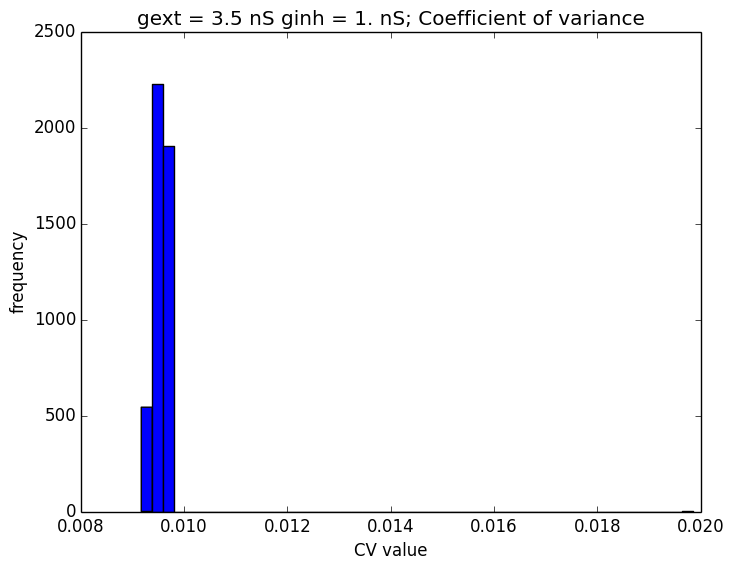 gext = 3.5 nS ginh = 1. nS; Coefficient of variance
2500
2000
1500
1000
500
0
frequency
0.008 0.010 0.012 0.014 0.016 0.018 0.020
CV value